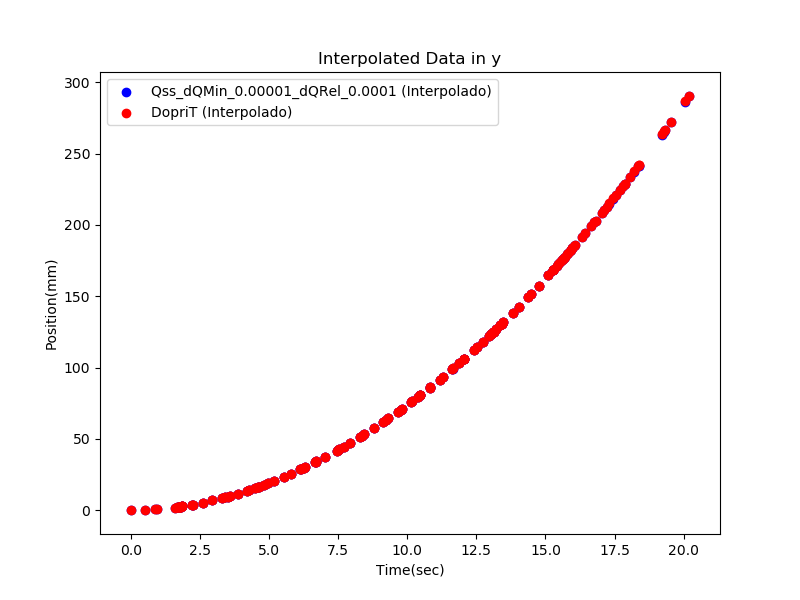 Interpolated Data in y
Qss_dQMin_0.00001_dQRel_0.0001 (Interpolado)
DopriT (Interpolado)
300
250
200
150
100
50
0
Position(mm)
0.0 2.5 5.0 7.5 10.0 12.5 15.0 17.5 20.0
Time(sec)